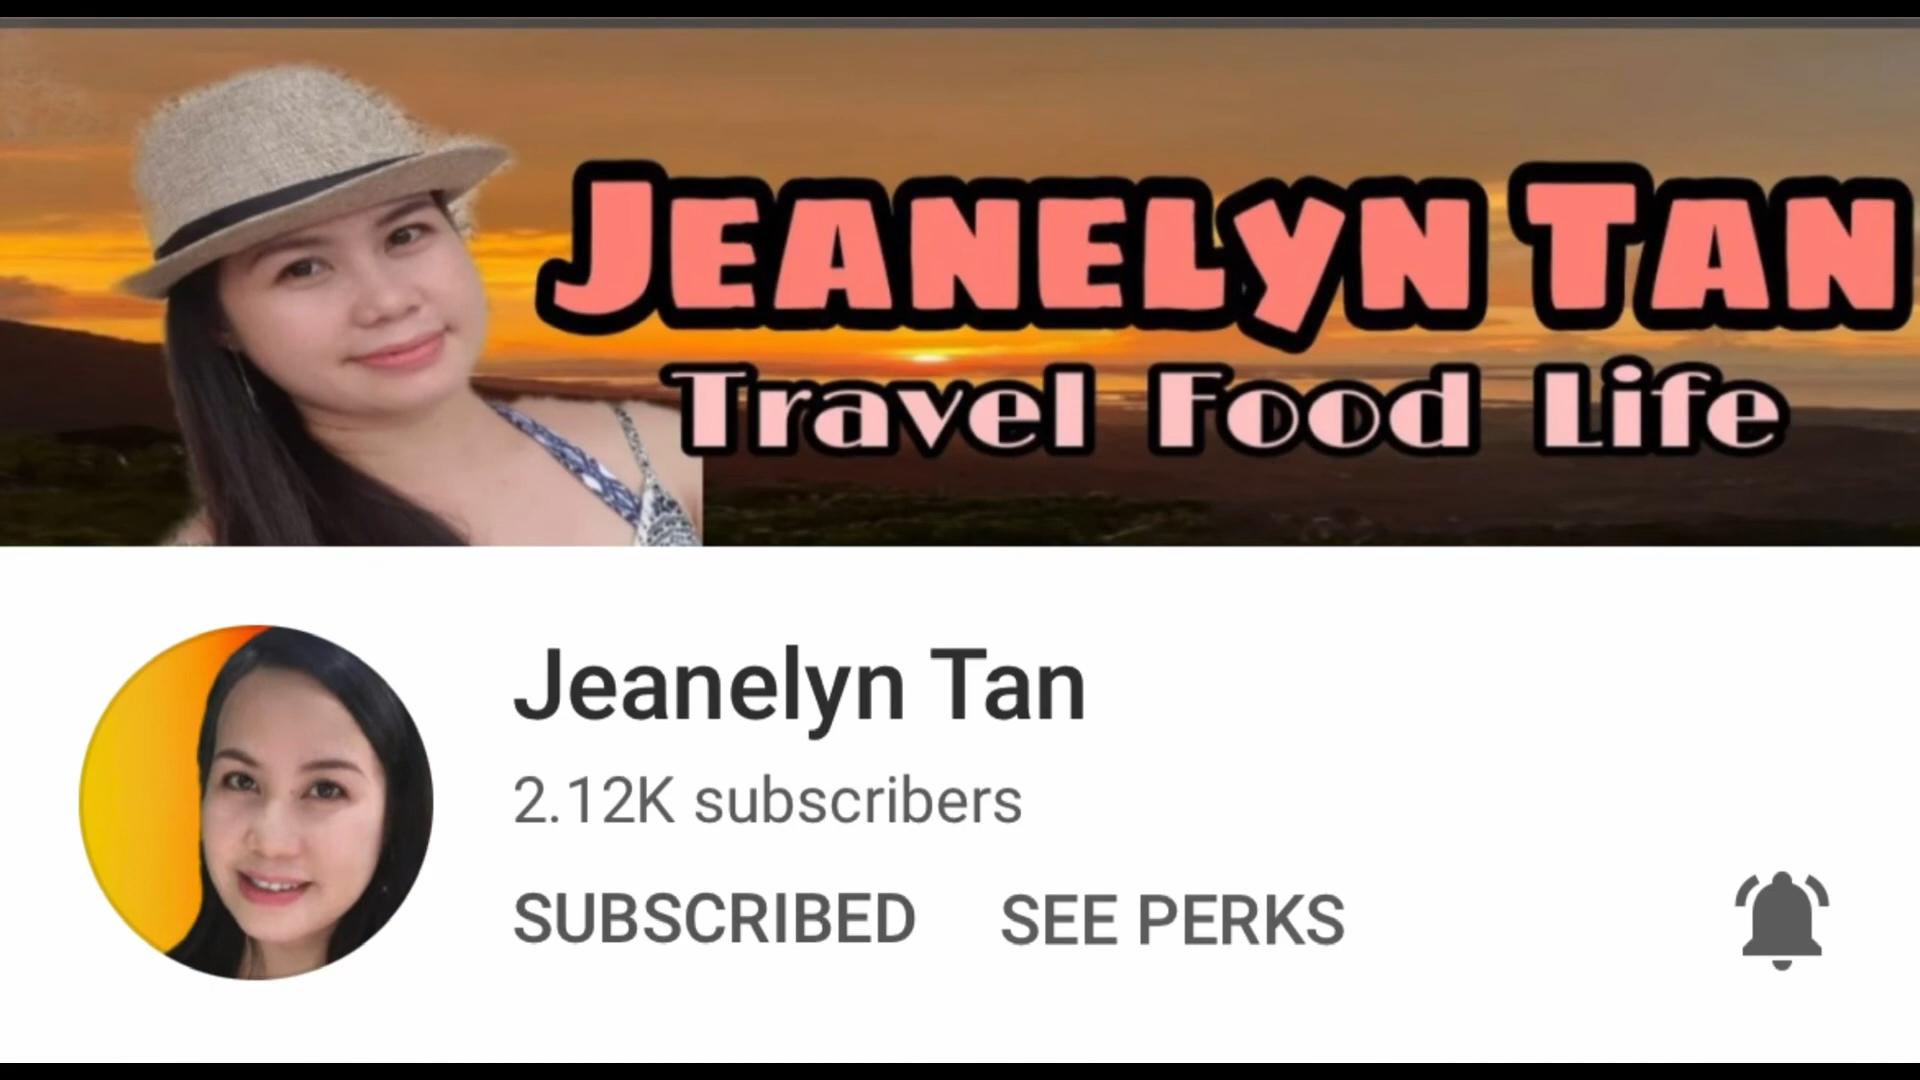 JEANELYN TAN
Travel Food Life
Jeanelyn Tan
2.12K subscribers
SUBSCRIBED SEE PERKS